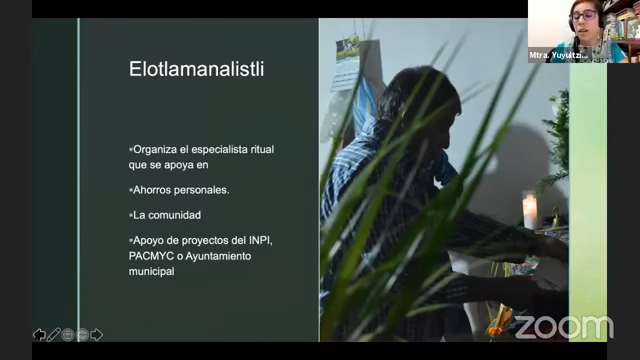 Elotlamanalistli
▪Organiza el especialista ritual
que se apoya en
▪Ahorros personales.
▪La comunidad
▪Apoyo de proyectos del INPI,
PACMYC o Ayuntamiento
municipal
Mtra. Yuyultzi...
zoom